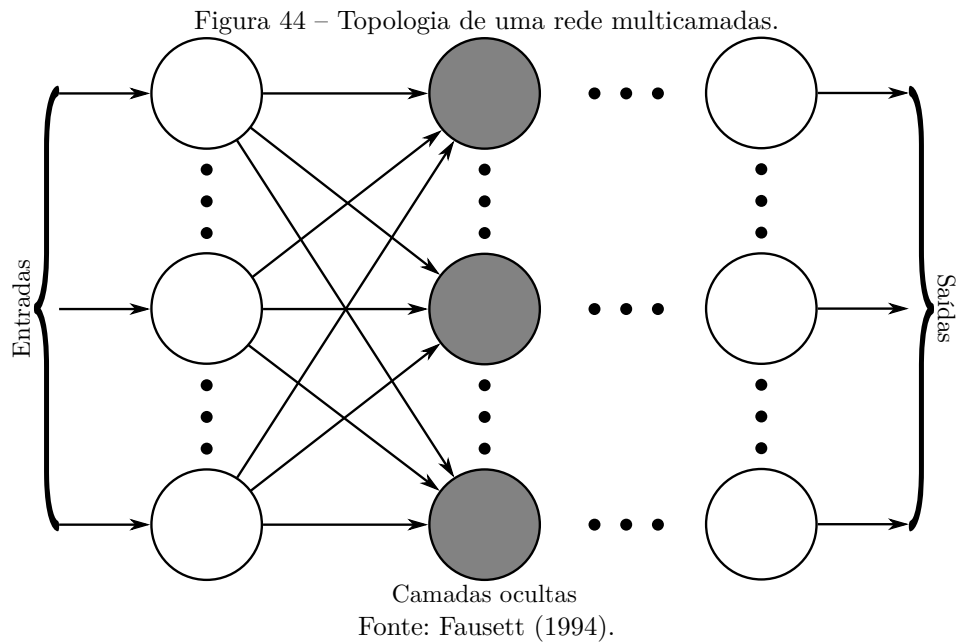 Figura 44 – Topologia de uma rede multicamadas.
Entradas
Saídas
Camadas ocultas
Fonte: Fausett (1994).